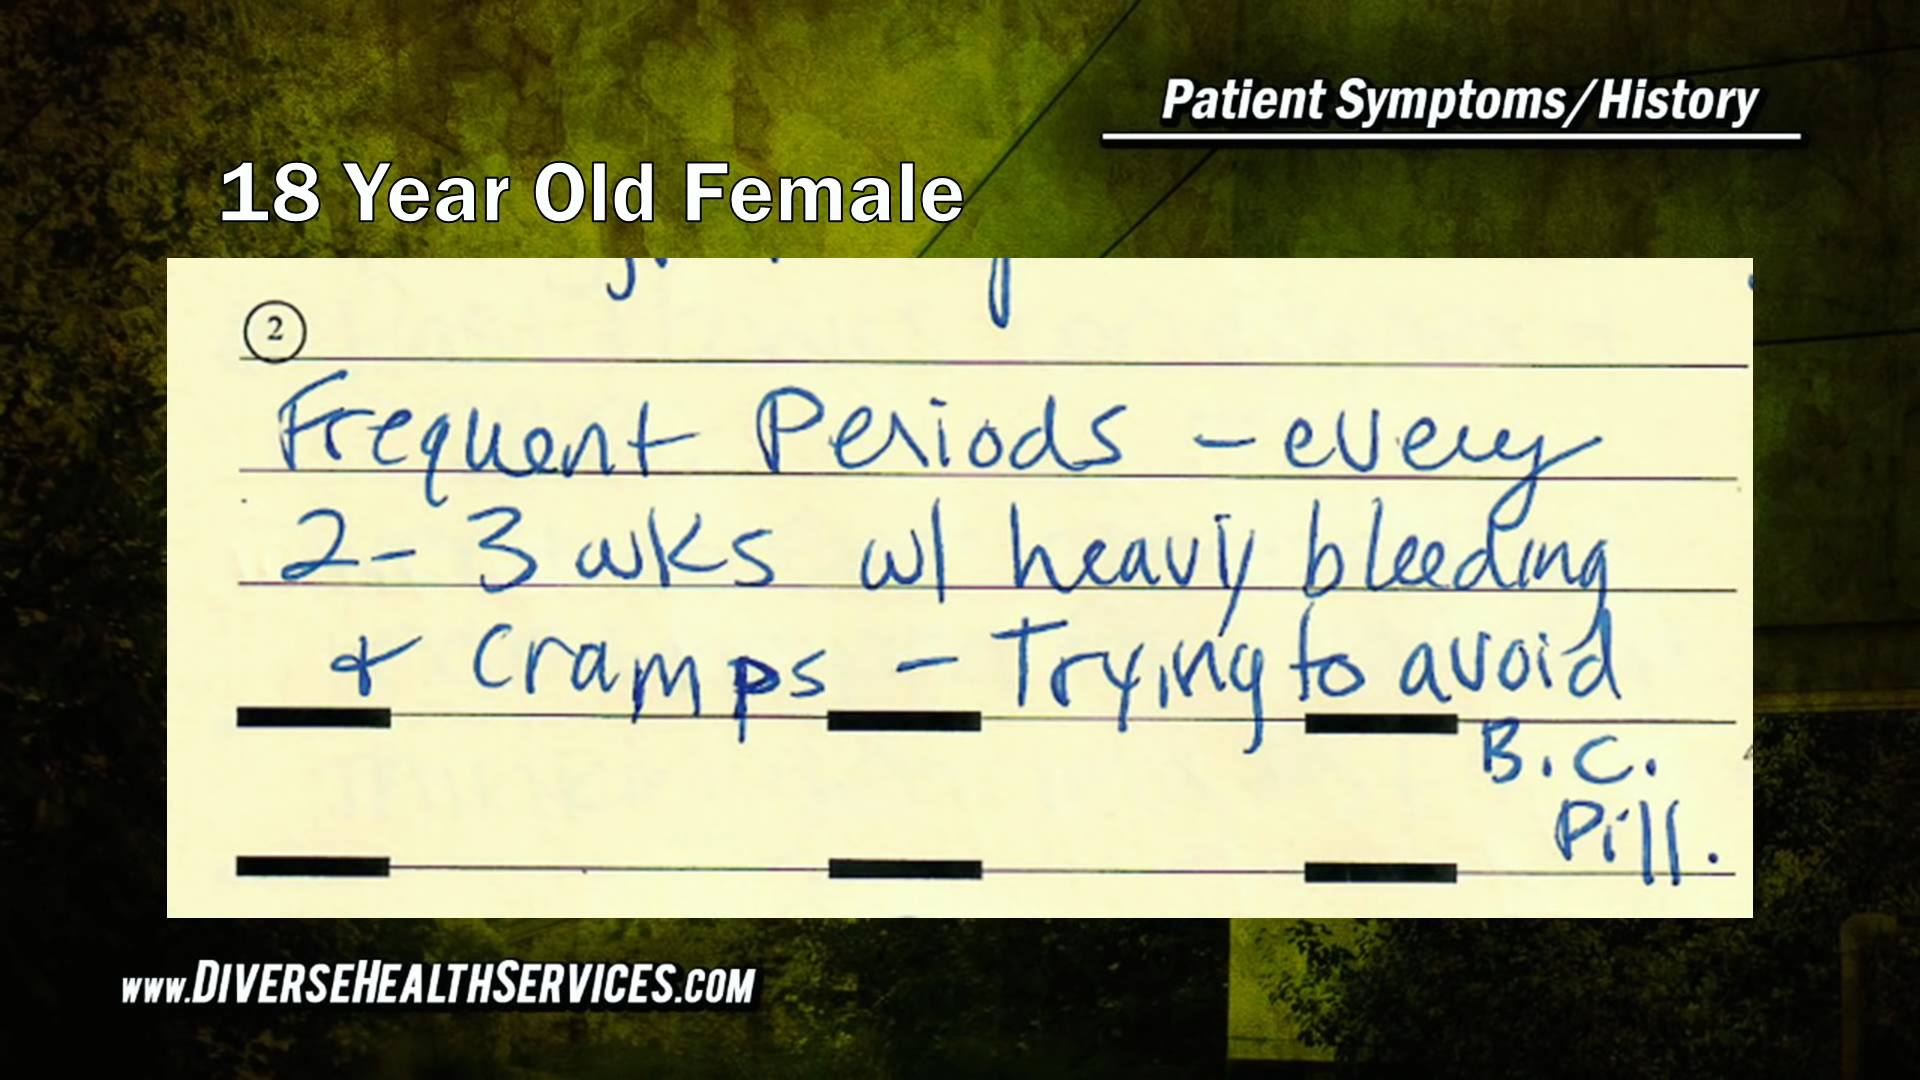 Patient Symptoms/History
18 Year Old Female
2
Frequent Periods - every
2-3 wks w/ heavy bleeding
+ Cramps - Trying to avoid
B.C.
Pill.
www.DiverseHealthServices.com